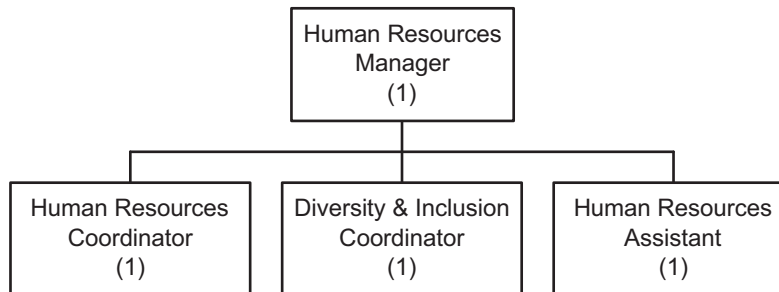 Human Resources
Manager
(1)
Human Resources
Coordinator
(1)
Diversity & Inclusion
Coordinator
(1)
Human Resources
Assistant
(1)